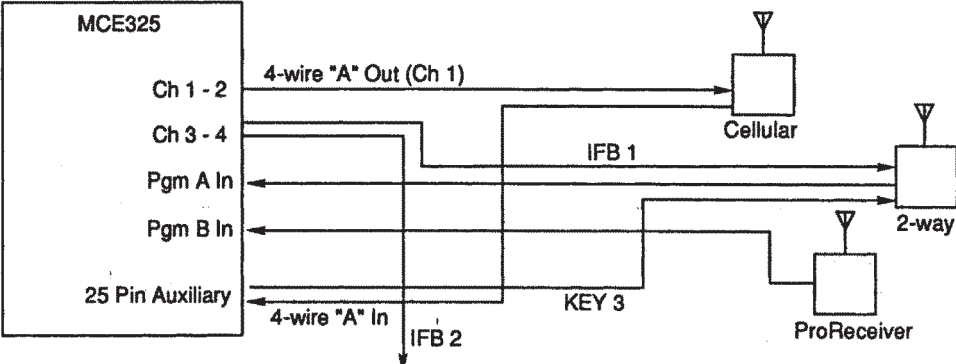 MCE325
Ch 1 - 2
4-wire "A" Out (Ch 1)
Cellular
Ch 3 - 4
IFB 1
Pgm A In
2-way
Pgm B In
25 Pin Auxiliary
KEY 3
4-wire "A" In
IFB 2
ProReceiver